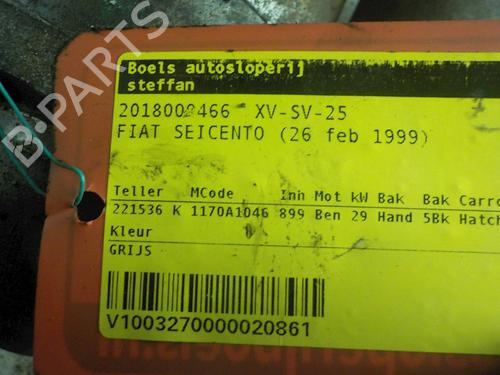 B-PARTS
Boels autosloperij
steffan
2018008466 XV-SV-25
FIAT SEICENTO (26 feb 1999)
Teller MCode Inh Mot kW Bak Bak Carro
221536 K 1170A1046 899 Ben 29 Hand 5Bk Hatch
Kleur
GRIJS
V1003270000020861